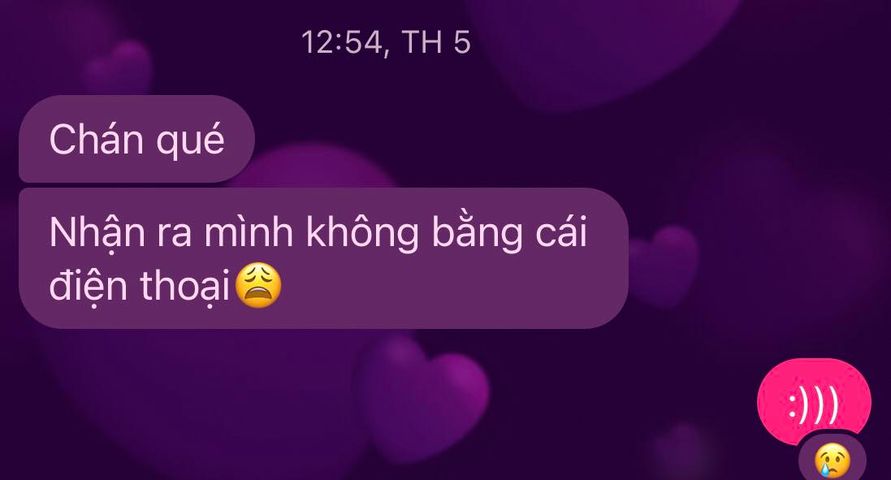 12:54, TH 5
Chán qué
Nhận ra mình không bằng cái
điện thoại😩
:)))